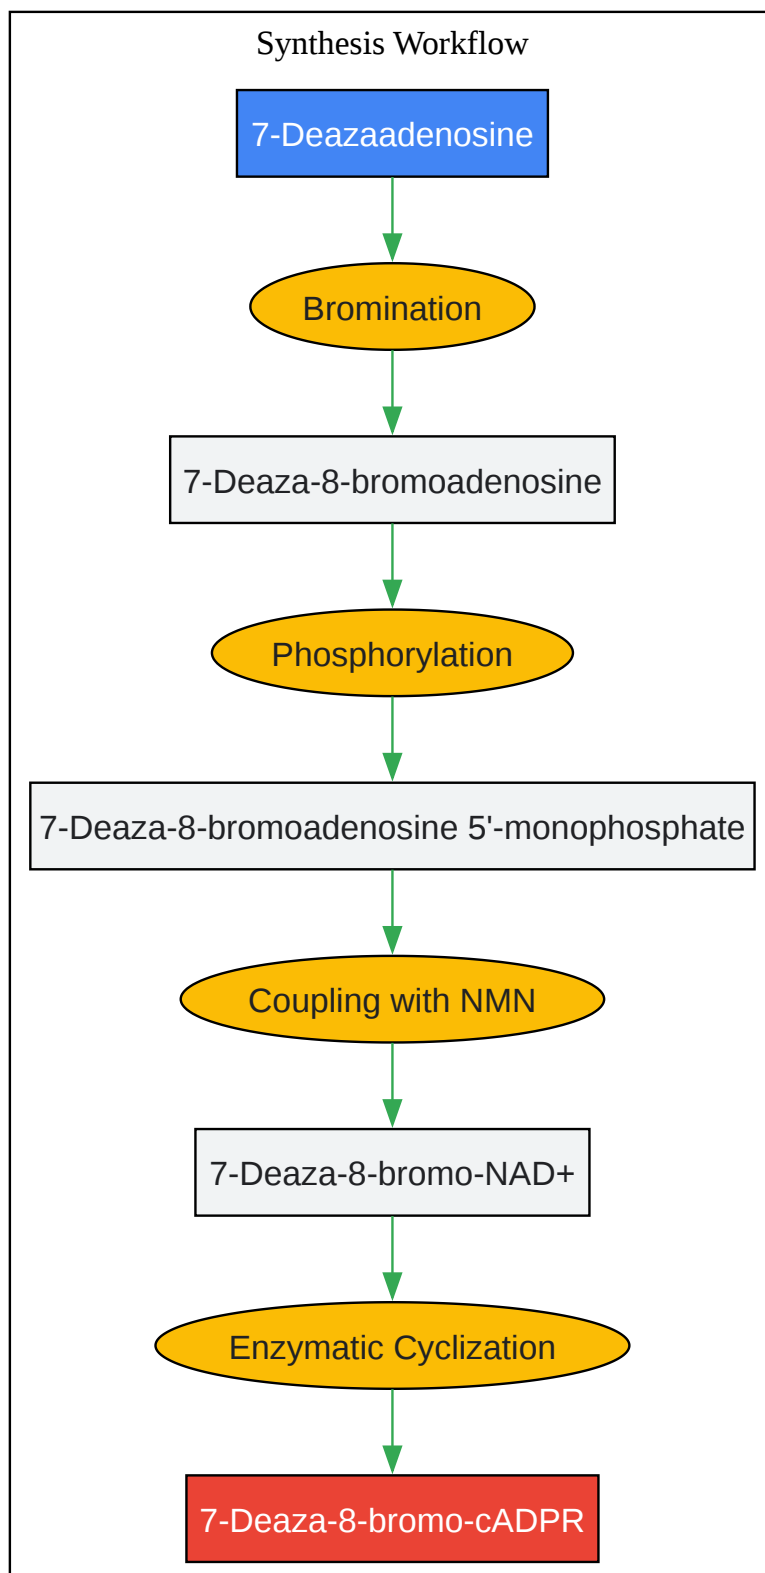 Synthesis Workflow
7-Deazaadenosine
Bromination
7-Deaza-8-bromoadenosine
Phosphorylation
7-Deaza-8-bromoadenosine 5'-monophosphate
Coupling with NMN
7-Deaza-8-bromo-NAD+
Enzymatic Cyclization
7-Deaza-8-bromo-cADPR